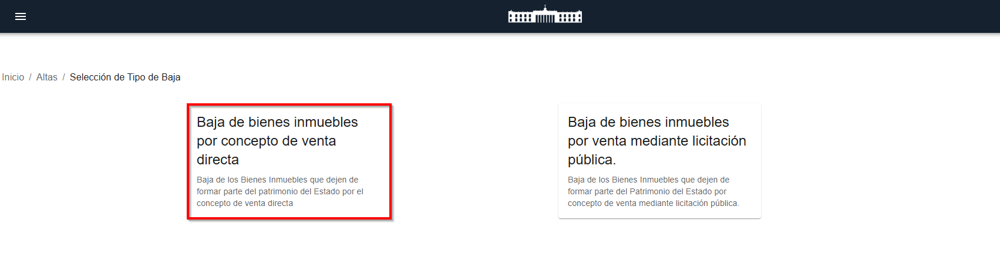 Inicio / Altas / Selección de Tipo de Baja
Baja de bienes inmuebles
por concepto de venta
directa
Baja de los Bienes Inmuebles que dejen de
formar parte del patrimonio del Estado por el
concepto de venta directa
Baja de bienes inmuebles
por venta mediante licitación
pública.
Baja de los Bienes Inmuebles que dejen de
formar parte del Patrimonio del Estado por
concepto de venta mediante licitación pública.